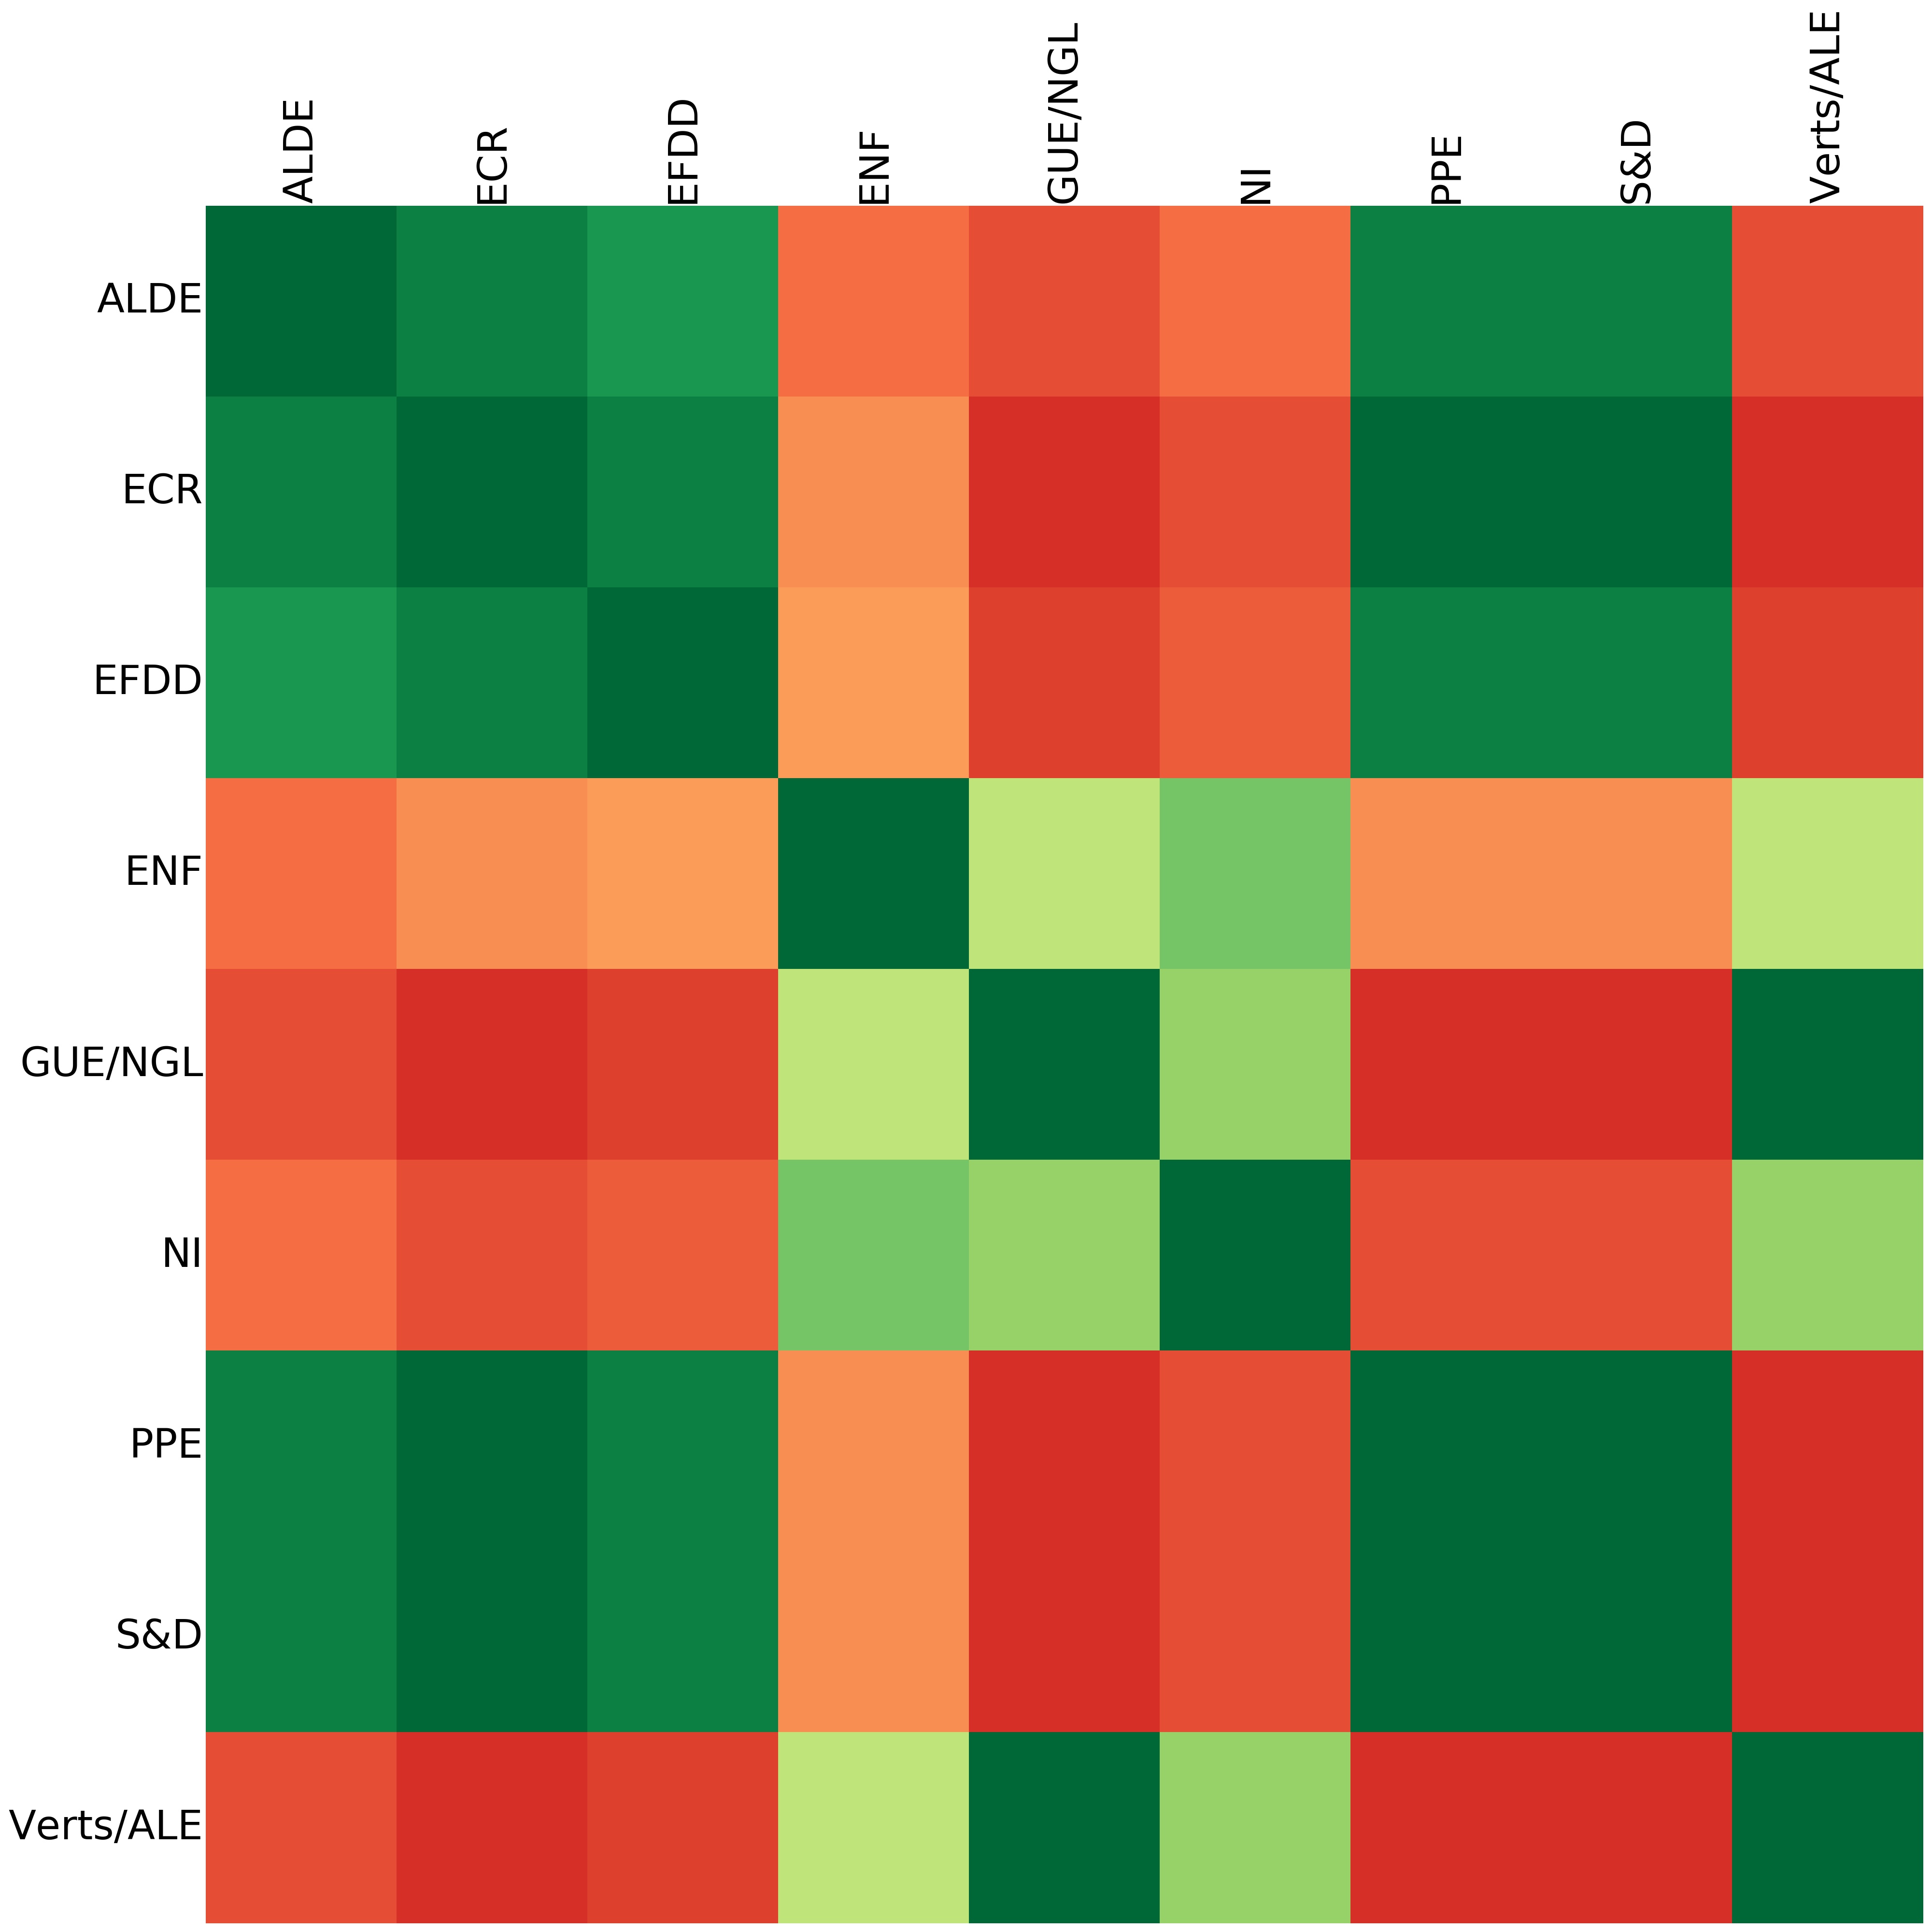 ALDE
ECR
EFDD
ENF
GUE/NGL
NI
PPE
S&D
Verts/ALE
ALDE
ECR
EFDD
ENF
GUE/NGL
NI
PPE
S&D
Verts/ALE